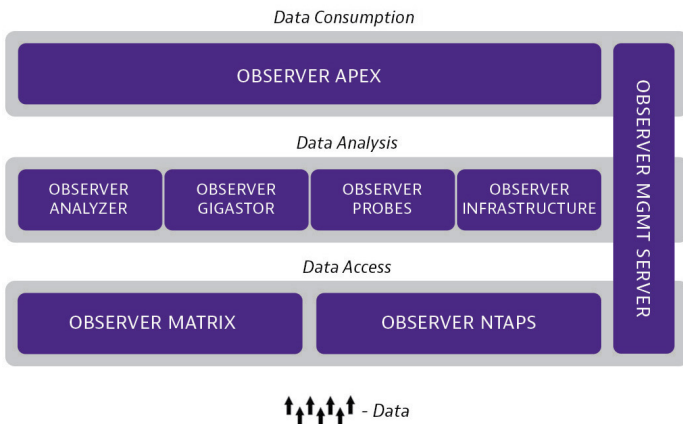 Data Consumption
OBSERVER APEX
OBSERVER MGMT SERVER
Data Analysis
OBSERVER
ANALYZER
OBSERVER
GIGASTOR
OBSERVER
PROBES
OBSERVER
INFRASTRUCTURE
Data Access
OBSERVER MATRIX
OBSERVER NTAPS
- Data